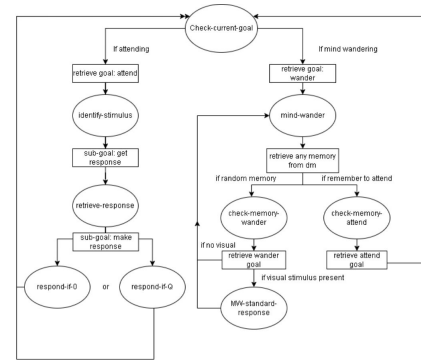 Check-current-goal
If attending
If mind wandering
retrieve goal: attend
retrieve goal:
wander
identify-stimulus
mind-wander
sub-goal: get
response
retrieve any memory
from dm
if random memory
if remember to attend
retrieve-response
check-memory-
wander
check-memory-
attend
sub-goal: make
response
if no visual
retrieve wander
goal
retrieve attend
goal
if visual stimulus present
respond-if-0
or
respond-if-Q
MW-standard-
response